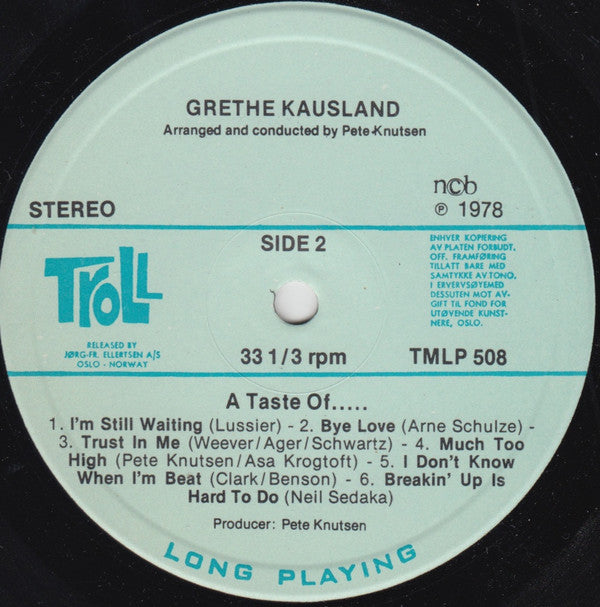 GRETHE KAUSLAND
Arranged and conducted by Pete Knutsen
ncb
STEREO
℗ 1978
SIDE 2
TROLL
RELEASED BY
JØRG-FR. ELLERTSEN A/S
OSLO - NORWAY
ENHVER KOPIERING
AV PLATEN FORBUDT.
OFF. FRAMFØRING
TILLATT BARE MED
SAMTYKKE AV TONO,
I ERVERVSØYEMED
DESSUTEN MOT AV-
GIFT TIL FOND FOR
UTØVENDE KUNST-
NERE, OSLO.
33 1/3 rpm
TMLP 508
A Taste Of.....
1. I'm Still Waiting (Lussier) - 2. Bye Love (Arne Schulze) -
3. Trust In Me (Weever/Ager/Schwartz) - 4. Much Too
High (Pete Knutsen/Asa Krogtoft) - 5. I Don't Know
When I'm Beat (Clark/Benson) - 6. Breakin' Up Is
Hard To Do (Neil Sedaka)
Producer: Pete Knutsen
LONG PLAYING